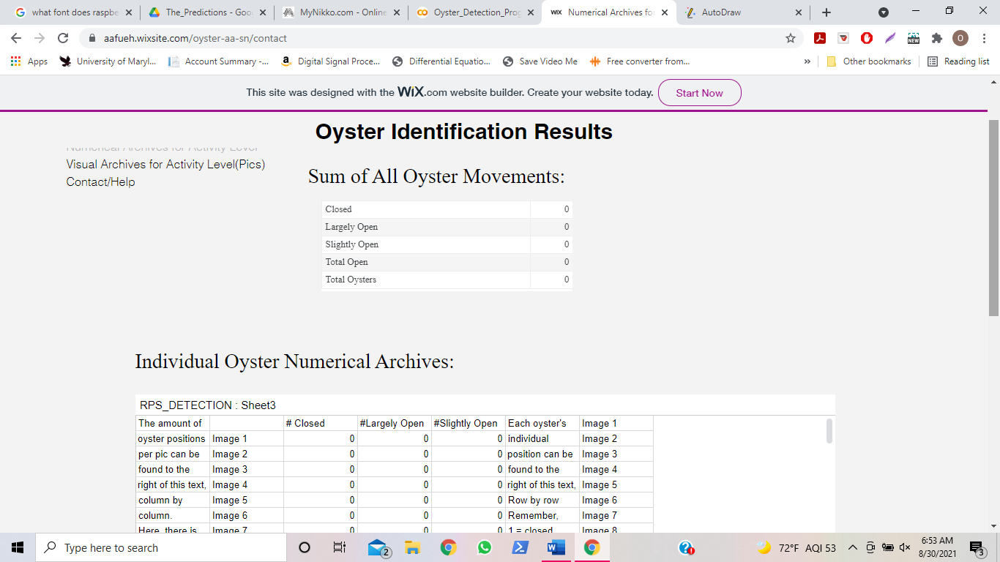 what font does raspbe
The_Predictions - Goo
MyNikko.com - Online
Oyster_Detection_Prog
WIX Numerical Archives for
AutoDraw
aafueh.wixsite.com/oyster-aa-sn/contact
Apps
University of Maryl...
Account Summary -...
Digital Signal Proce...
Differential Equatio...
Save Video Me
Free converter from...
»
Other bookmarks
Reading list
This site was designed with the WiX.com website builder. Create your website today.
Start Now
Oyster Identification Results
Numerical Archives for Activity Level
Visual Archives for Activity Level(Pics)
Contact/Help
Sum of All Oyster Movements:
Closed 0
Largely Open 0
Slightly Open 0
Total Open 0
Total Oysters 0
Individual Oyster Numerical Archives:
RPS_DETECTION : Sheet3
The amount of # Closed #Largely Open #Slightly Open Each oyster's Image 1
oyster positions Image 1 0 0 0 individual Image 2
per pic can be Image 2 0 0 0 position can be Image 3
found to the Image 3 0 0 0 found to the Image 4
right of this text, Image 4 0 0 0 right of this text, Image 5
column by Image 5 0 0 0 Row by row Image 6
column. Image 6 0 0 0 Remember, Image 7
Here, there is Image 7 0 0 0 1 = closed Image 8
Type here to search
2
72°F AQI 53
6:53 AM
8/30/2021
3